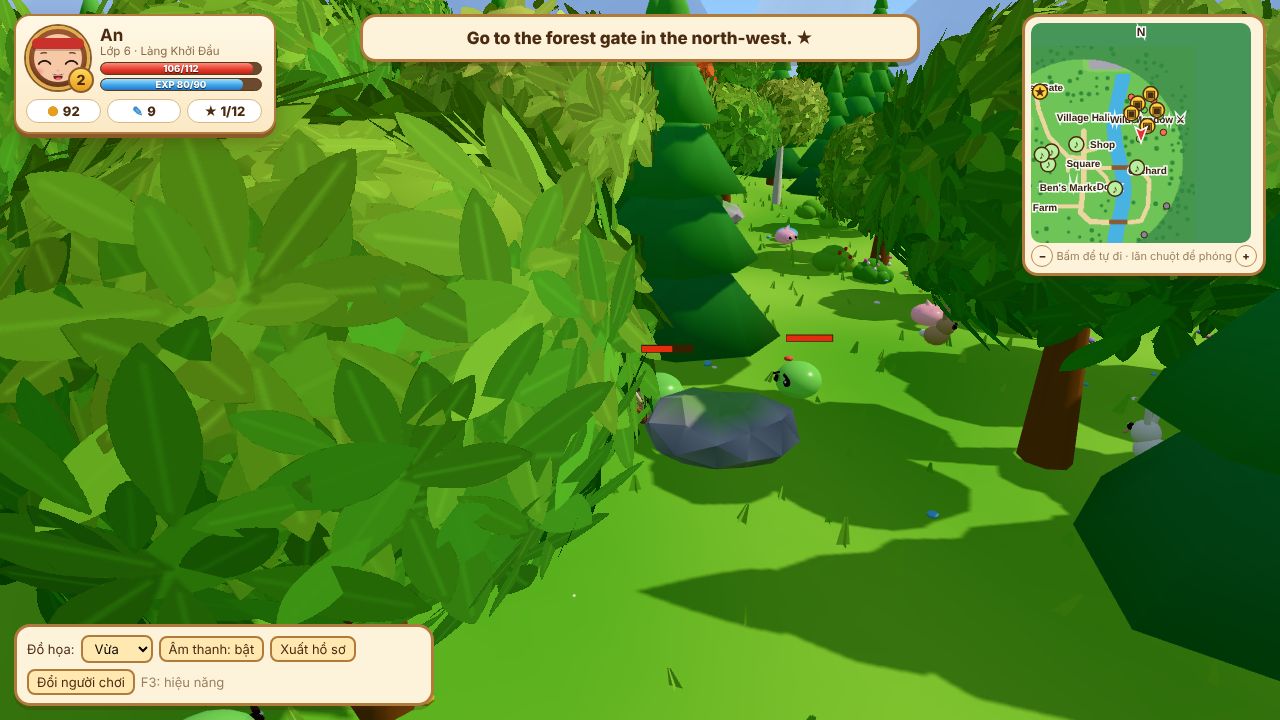 An
Lớp 6 · Làng Khởi Đầu
2
106/112
EXP 80/90
92
9
★ 1/12
Go to the forest gate in the north-west. ★
N
Village Hall
Shop
Square
Ben's Marke
Farm
− Bấm để tự đi · lăn chuột để phóng +
Đồ họa: Vừa Âm thanh: bật Xuất hồ sơ
Đổi người chơi F3: hiệu năng